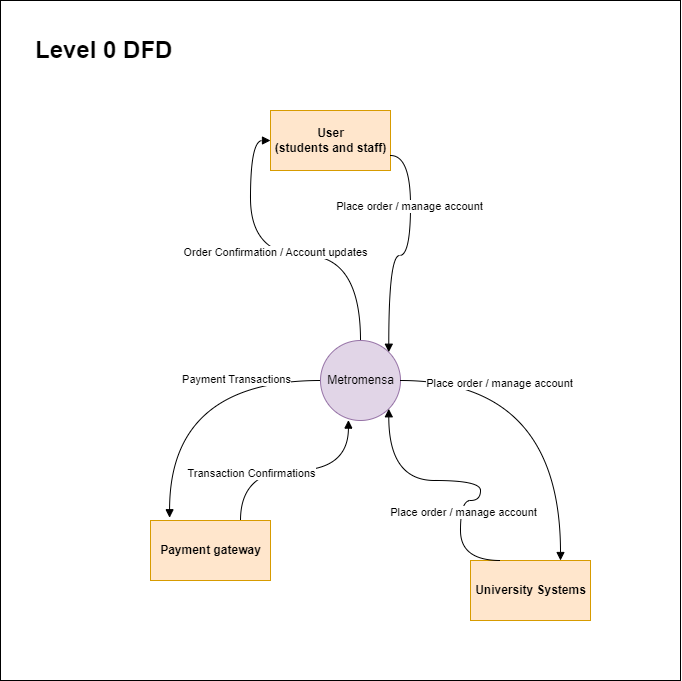 Level 0 DFD
User
(students and staff)
Place order / manage account
Order Confirmation / Account updates
Metromensa
Payment Transactions
Place order / manage account
Transaction Confirmations
Place order / manage account
Payment gateway
University Systems